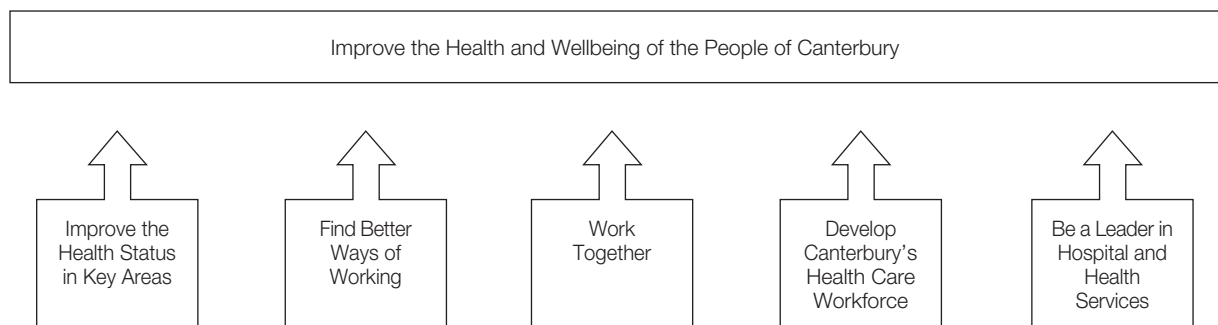 Improve the Health and Wellbeing of the People of Canterbury
Improve the
Health Status
in Key Areas
Find Better
Ways of
Working
Work
Together
Develop
Canterbury's
Health Care
Workforce
Be a Leader in
Hospital and
Health
Services